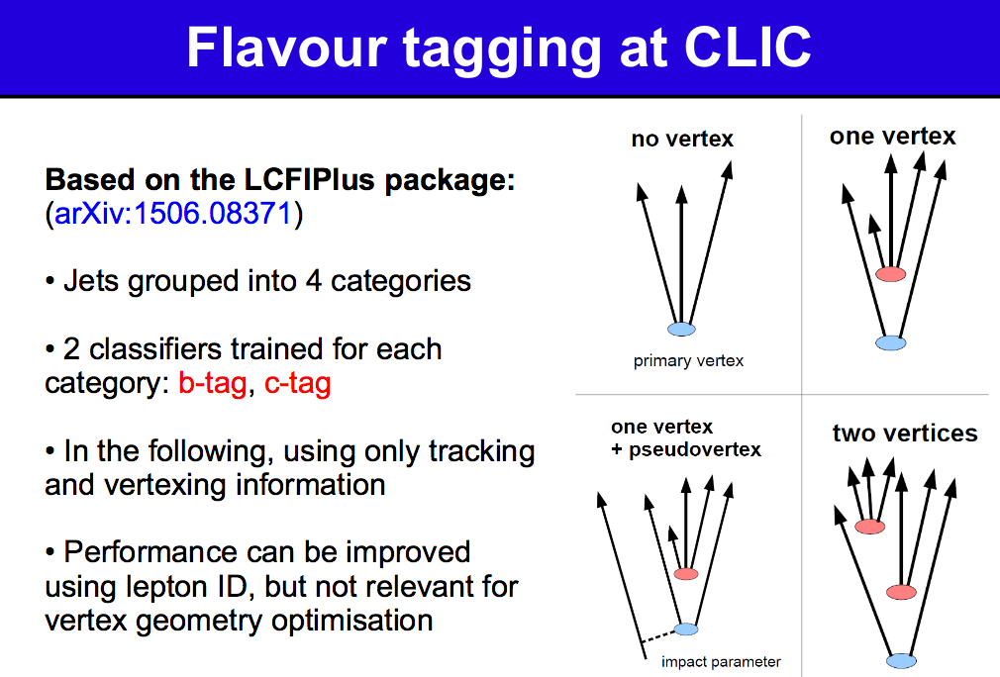 Flavour tagging at CLIC
Based on the LCFIPlus package:
(arXiv:1506.08371)
• Jets grouped into 4 categories
• 2 classifiers trained for each
category: b-tag, c-tag
• In the following, using only tracking
and vertexing information
• Performance can be improved
using lepton ID, but not relevant for
vertex geometry optimisation
no vertex
primary vertex
one vertex
one vertex
+ pseudovertex
impact parameter
two vertices